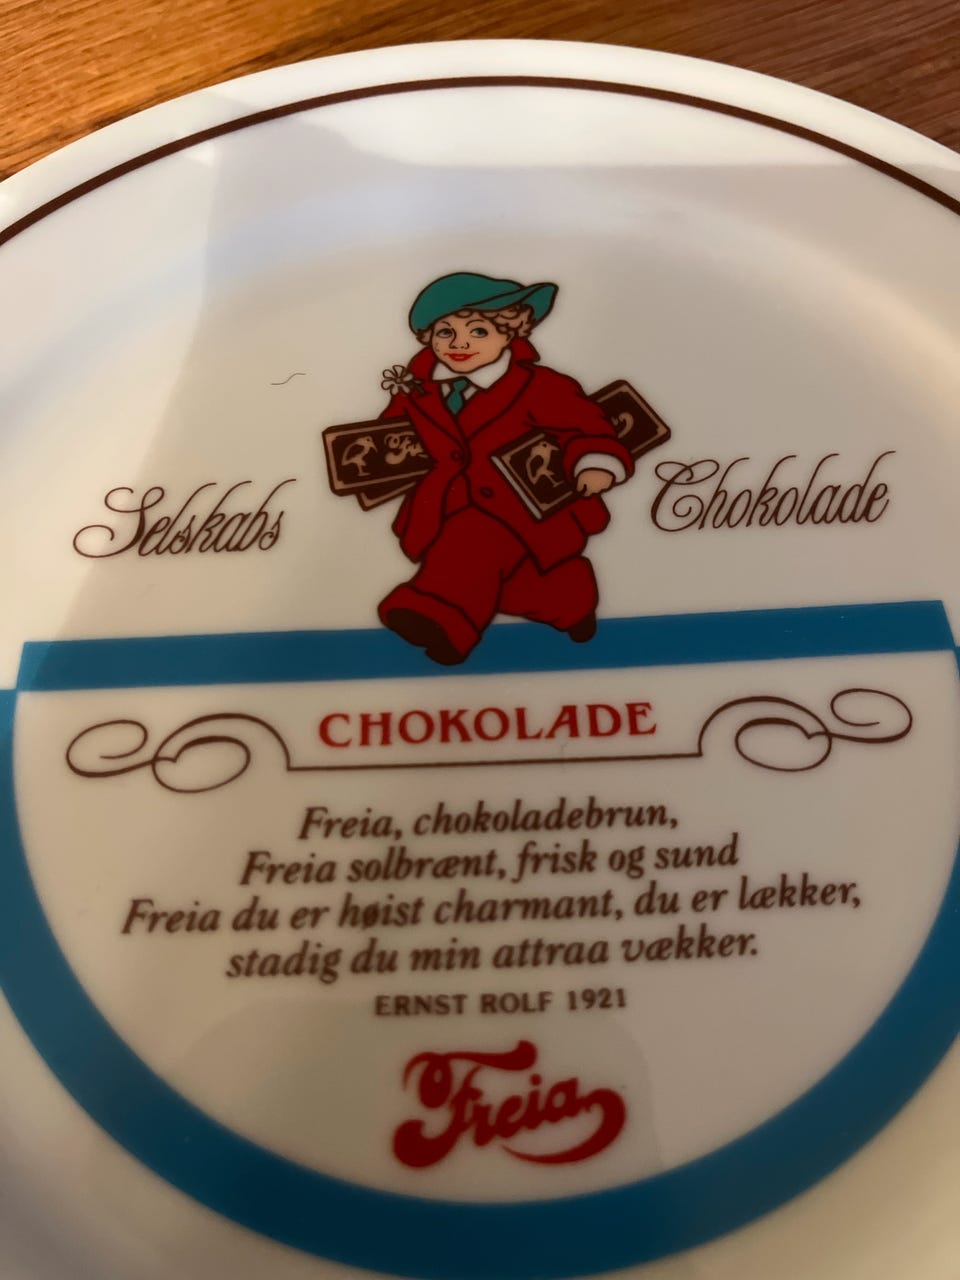 Selskabs Chokolade
Fre
CHOKOLADE
Freia, chokoladebrun,
Freia solbrænt, frisk og sund
Freia du er høist charmant, du er lækker,
stadig du min attraa vækker.
ERNST ROLF 1921
Freia